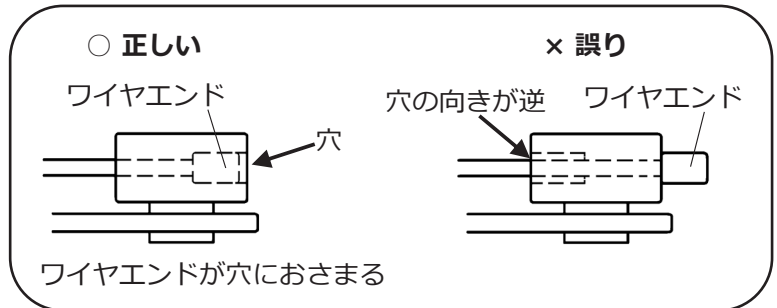 ○ 正しい
ワイヤエンド
穴
ワイヤエンドが穴におさまる
× 誤り
穴の向きが逆
ワイヤエンド